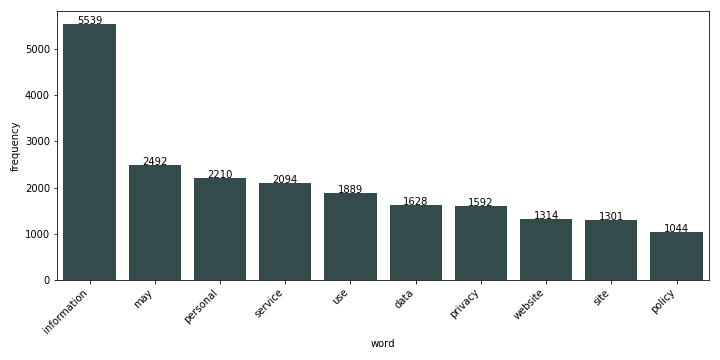 5539
5000
4000
3000
2000
1000
0
frequency
2492
2210
2094
1889
1628
1592
1314
1301
1044
information
may
personal
service
use
data
privacy
website
site
policy
word